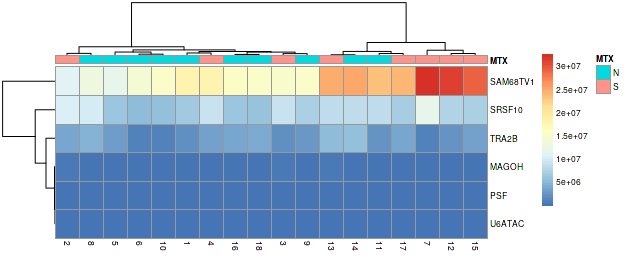 MTX
SAM68TV1
SRSF10
TRA2B
MAGOH
PSF
U6ATAC
2 8 5 6 10 1 4 16 18 3 9 13 14 11 17 7 12 15
3e+07
2.5e+07
2e+07
1.5e+07
1e+07
5e+06
MTX
N
S